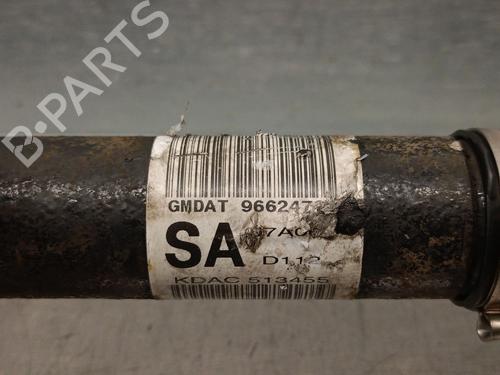 B-PARTS
GMDAT 966247
SA
7AC
D112
KDAC 513455